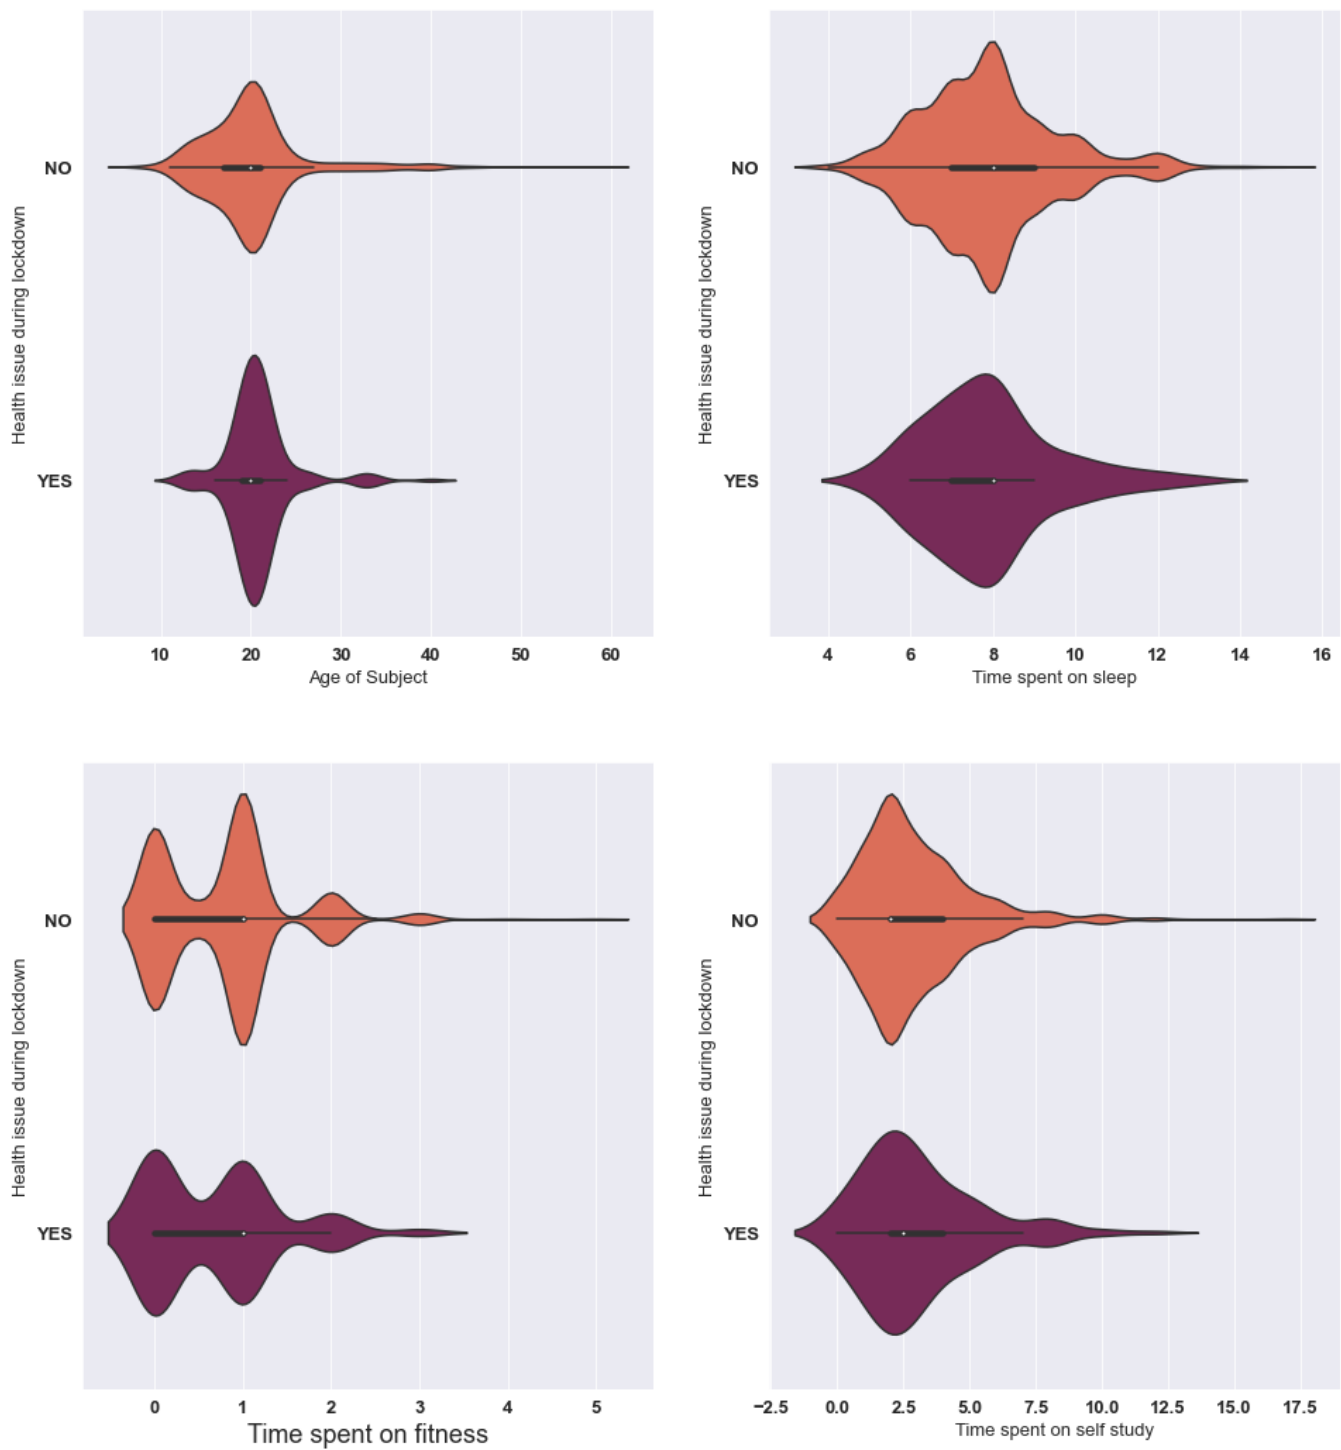 Health issue during lockdown
NO
YES
10 20 30 40 50 60
Age of Subject
Health issue during lockdown
NO
YES
4 6 8 10 12 14 16
Time spent on sleep
Health issue during lockdown
NO
YES
0 1 2 3 4 5
Time spent on fitness
Health issue during lockdown
NO
YES
−2.5 0.0 2.5 5.0 7.5 10.0 12.5 15.0 17.5
Time spent on self study